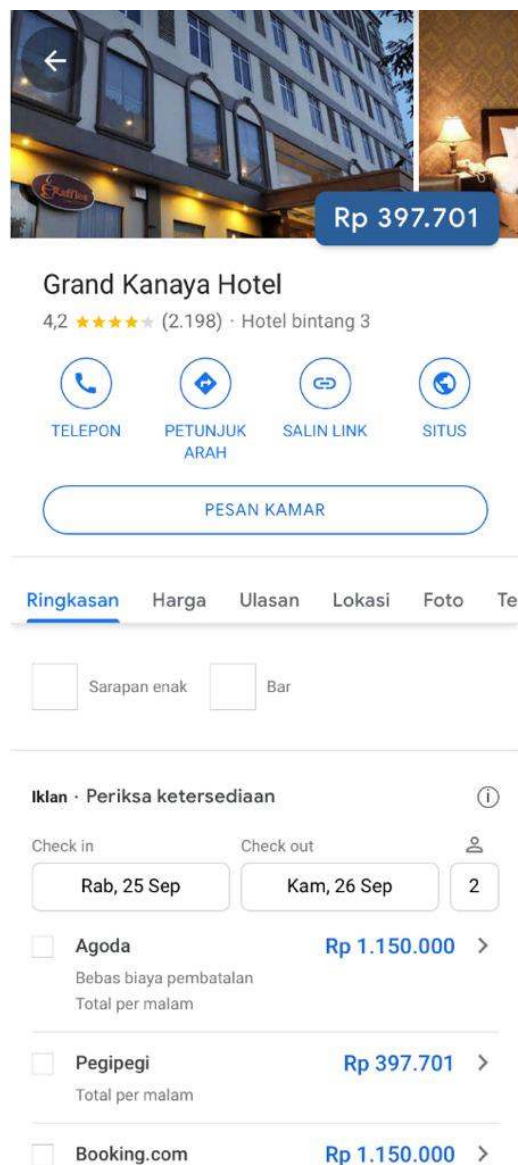 Raffles
Rp 397.701
Grand Kanaya Hotel
4,2 (2.198) · Hotel bintang 3
TELEPON
PETUNJUK ARAH
SALIN LINK
SITUS
PESAN KAMAR
Ringkasan Harga Ulasan Lokasi Foto Te
Sarapan enak Bar
Iklan · Periksa ketersediaan
Check in Check out
Rab, 25 Sep Kam, 26 Sep 2
Agoda Rp 1.150.000
Bebas biaya pembatalan
Total per malam
Pegipegi Rp 397.701
Total per malam
Booking.com Rp 1.150.000